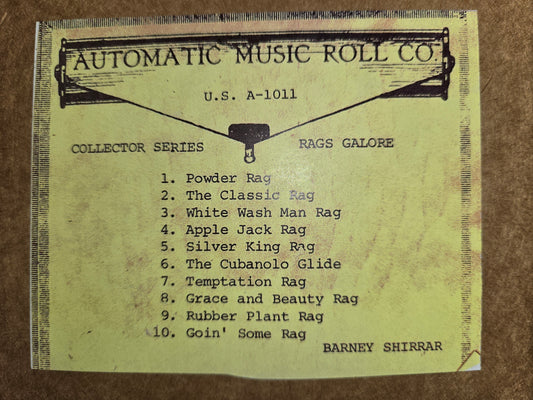 AUTOMATIC MUSIC ROLL CO
U.S. A-1011
COLLECTOR SERIES RAGS GALORE
1. Powder Rag
2. The Classic Rag
3. White Wash Man Rag
4. Apple Jack Rag
5. Silver King Rag
6. The Cubanolo Glide
7. Temptation Rag
8. Grace and Beauty Rag
9. Rubber Plant Rag
10. Goin' Some Rag
BARNEY SHIRRAR